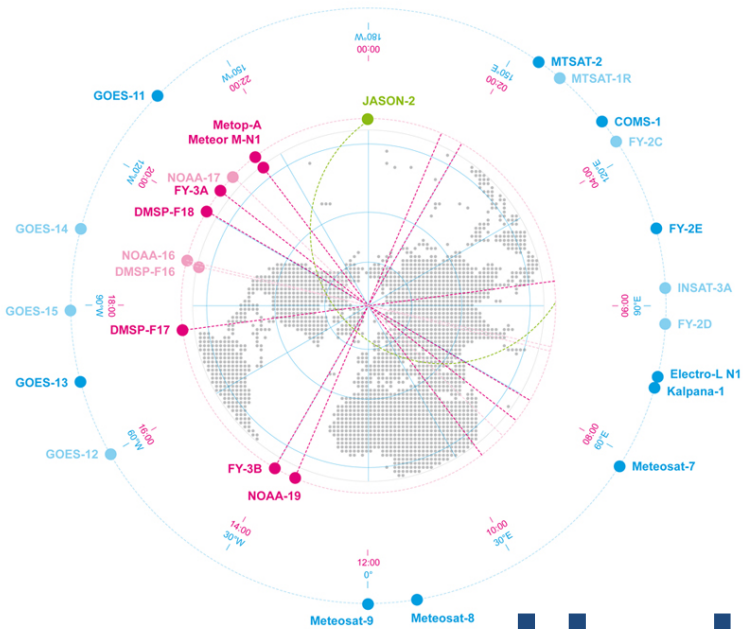 180°W
00:00
150°W
22:00
150°E
02:00
MTSAT-2
MTSAT-1R
GOES-11
JASON-2
COMS-1
FY-2C
Metop-A
Meteor M-N1
NOAA-17
FY-3A
DMSP-F18
120°W
20:00
120°E
04:00
GOES-14
FY-2E
NOAA-16
DMSP-F16
INSAT-3A
GOES-15
90°W
18:00
06:00
90°E
FY-2D
DMSP-F17
GOES-13
Electro-L N1
Kalpana-1
16:00
60°W
08:00
60°E
GOES-12
FY-3B
NOAA-19
Meteosat-7
14:00
30°W
10:00
30°E
12:00
0°
Meteosat-9
Meteosat-8